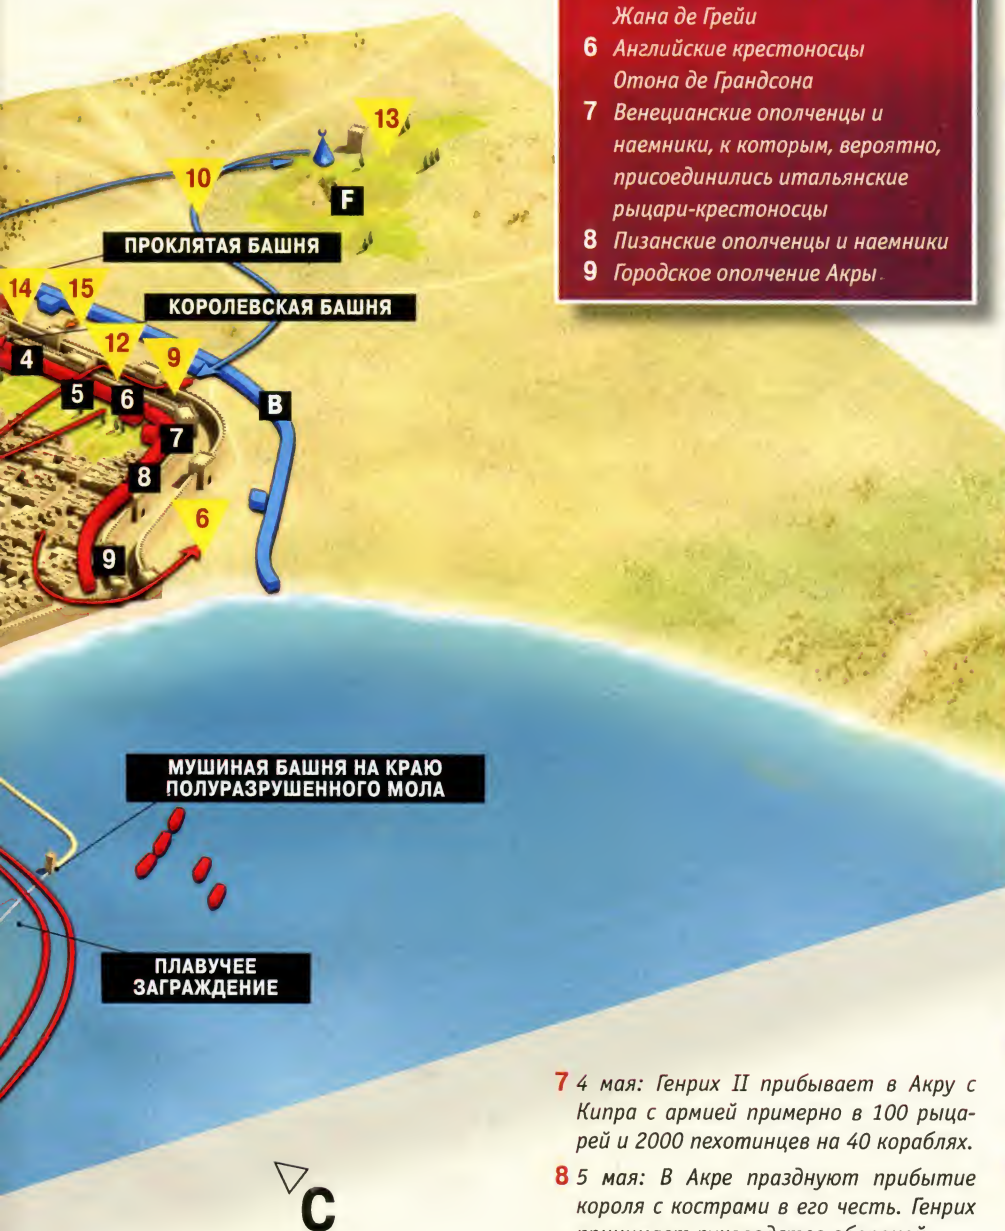 Жана де Грейи
6 Английские крестоносцы
Отона де Грандсона
7 Венецианские ополченцы и
наемники, к которым, вероятно,
присоединились итальянские
рыцари-крестоносцы
8 Пизанские ополченцы и наемники
9 Городское ополчение Акры
13
10
F
ПРОКЛЯТАЯ БАШНЯ
14
15
КОРОЛЕВСКАЯ БАШНЯ
12
9
4
5
6
B
7
8
6
9
МУШИНАЯ БАШНЯ НА КРАЮ
ПОЛУРАЗРУШЕННОГО МОЛА
ПЛАВУЧЕЕ
ЗАГРАЖДЕНИЕ
С
7 4 мая: Генрих II прибывает в Акру с
Кипра с армией примерно в 100 рыца-
рей и 2000 пехотинцев на 40 кораблях.
8 5 мая: В Акре празднуют прибытие
короля с кострами в его честь. Генрих